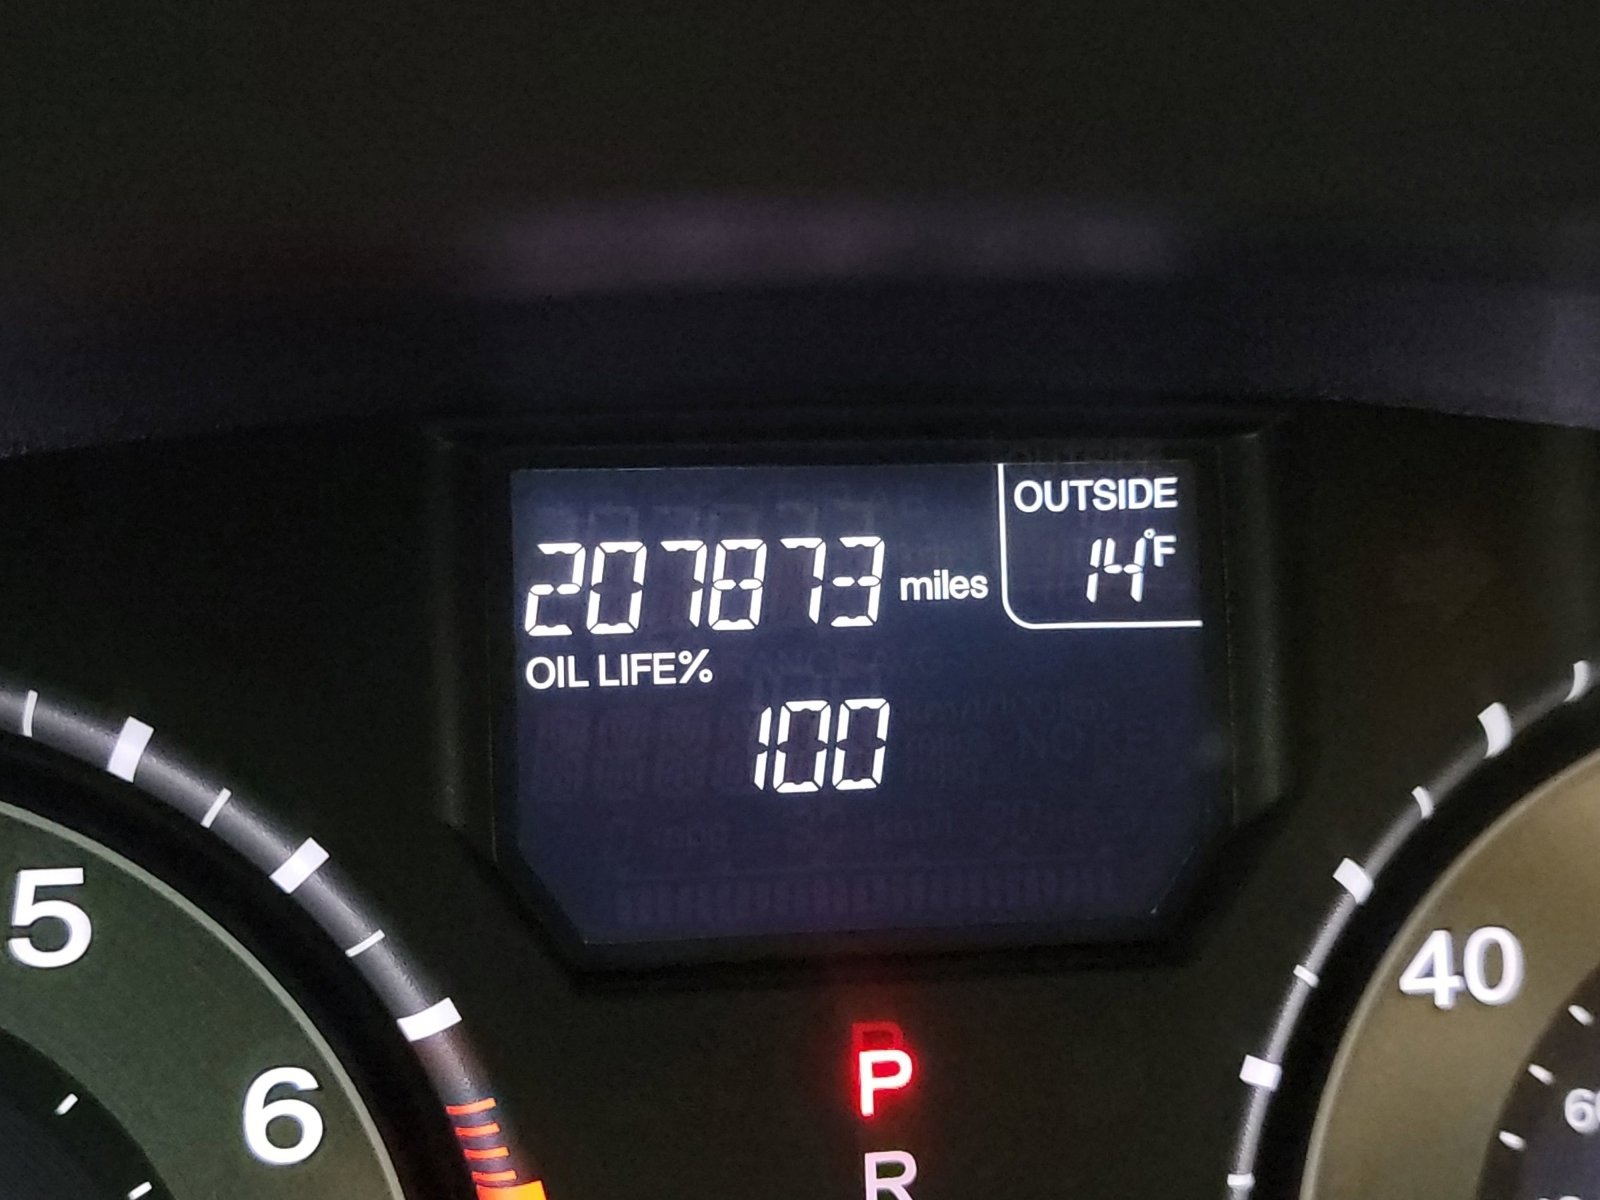 OUTSIDE
14°F
207873 miles
OIL LIFE%
100
5
6
40
P
R